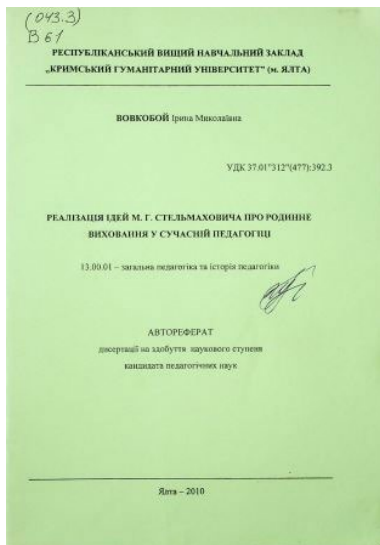 (043.3)
В 61
РЕСПУБЛІКАНСЬКИЙ ВИЩИЙ НАВЧАЛЬНИЙ ЗАКЛАД
„КРИМСЬКИЙ ГУМАНІТАРНИЙ УНІВЕРСИТЕТ" (м. ЯЛТА)
ВОВКОБОЙ Ірина Миколаївна
УДК 37.01"312"(477):392.3
РЕАЛІЗАЦІЯ ІДЕЙ М. Г. СТЕЛЬМАХОВИЧА ПРО РОДИННЕ
ВИХОВАННЯ У СУЧАСНІЙ ПЕДАГОГІЦІ
13.00.01 – загальна педагогіка та історія педагогіки
АВТОРЕФЕРАТ
дисертації на здобуття наукового ступеня
кандидата педагогічних наук
Ялта – 2010